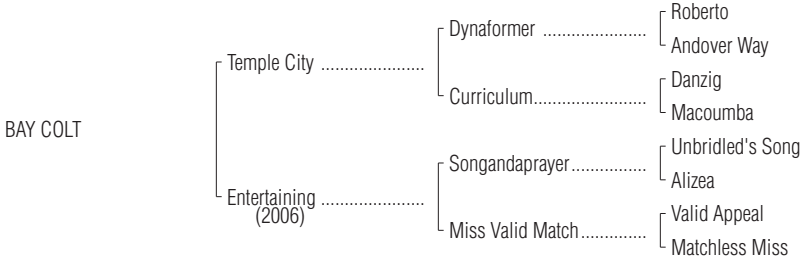 Roberto
Dynaformer ......................
Andover Way
Temple City ......................
Danzig
Curriculum........................
Macoumba
BAY COLT
Unbridled's Song
Songandaprayer................
Alizea
Entertaining ......................
(2006)
Valid Appeal
Miss Valid Match..............
Matchless Miss